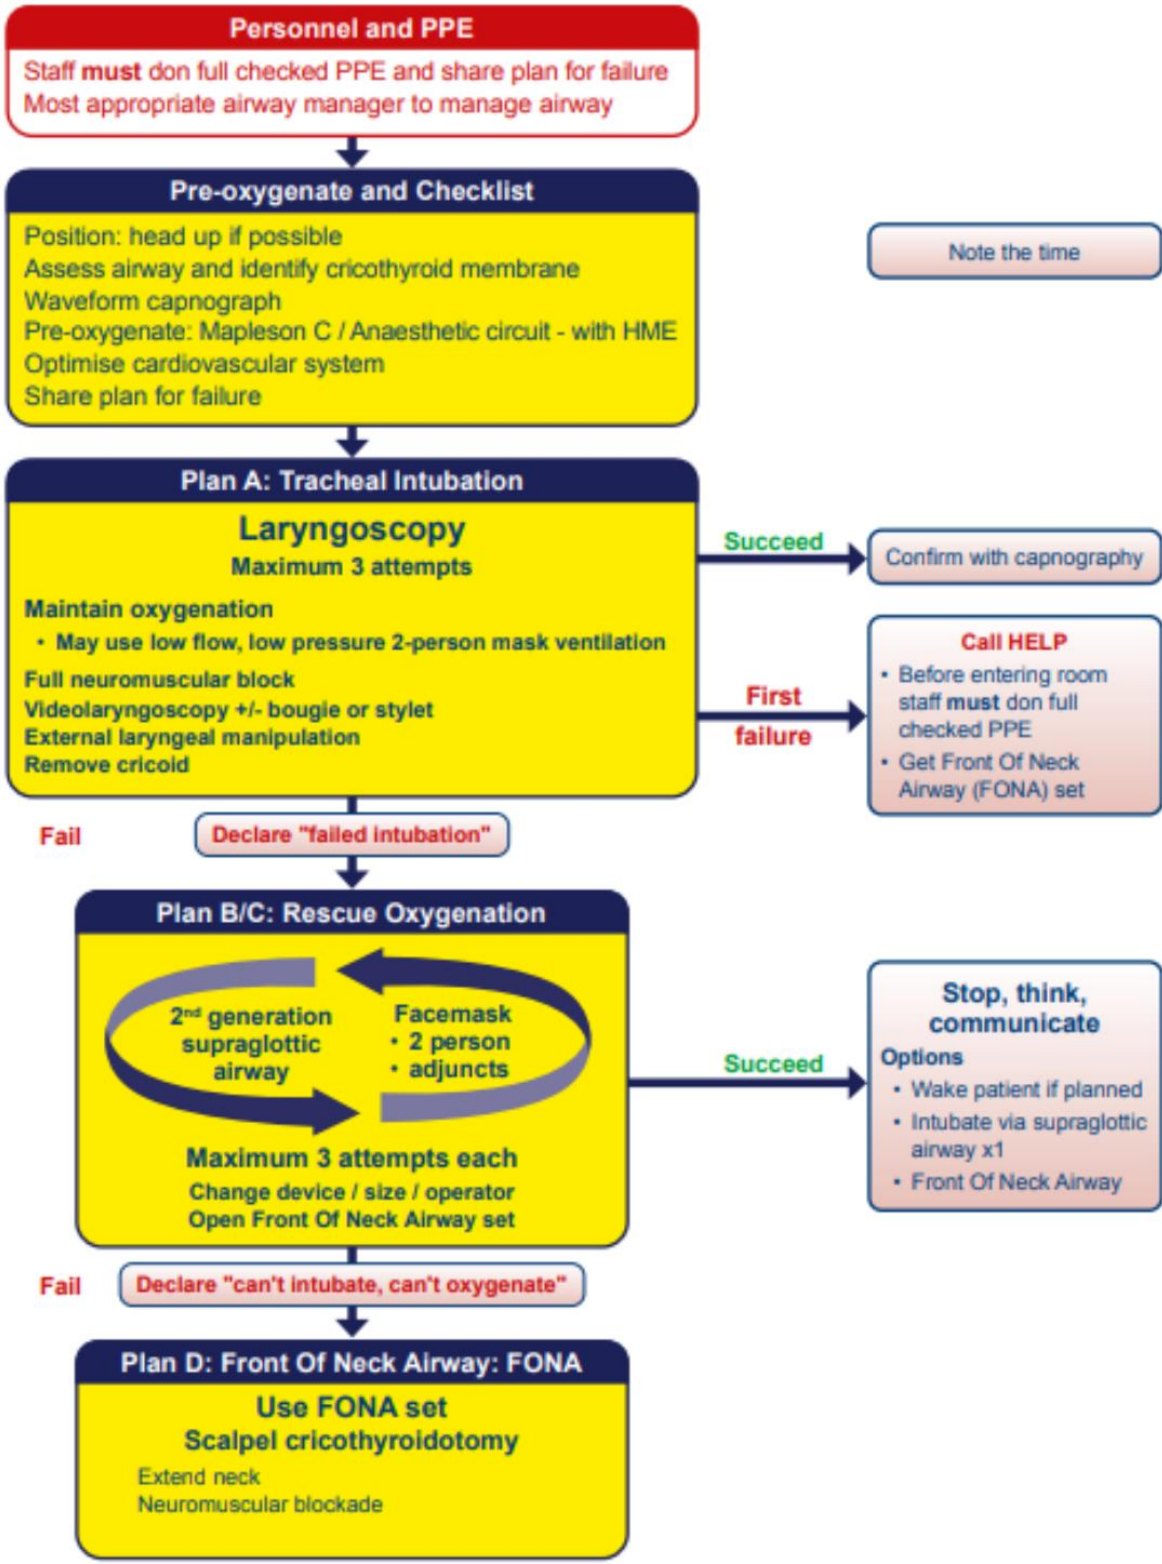 Personnel and PPE
Staff must don full checked PPE and share plan for failure
Most appropriate airway manager to manage airway
Pre-oxygenate and Checklist
Position: head up if possible
Assess airway and identify cricothyroid membrane
Waveform capnograph
Pre-oxygenate: Mapleson C / Anaesthetic circuit - with HME
Optimise cardiovascular system
Share plan for failure
Note the time
Plan A: Tracheal Intubation
Laryngoscopy
Maximum 3 attempts
Maintain oxygenation
• May use low flow, low pressure 2-person mask ventilation
Full neuromuscular block
Videolaryngoscopy +/- bougie or stylet
External laryngeal manipulation
Remove cricoid
Succeed
Confirm with capnography
First
failure
Call HELP
• Before entering room
staff must don full
checked PPE
• Get Front Of Neck
Airway (FONA) set
Fail
Declare "failed intubation"
Plan B/C: Rescue Oxygenation
2nd generation
supraglottic
airway
Facemask
• 2 person
• adjuncts
Maximum 3 attempts each
Change device / size / operator
Open Front Of Neck Airway set
Succeed
Stop, think,
communicate
Options
• Wake patient if planned
• Intubate via supraglottic
airway x1
• Front Of Neck Airway
Fail
Declare "can't intubate, can't oxygenate"
Plan D: Front Of Neck Airway: FONA
Use FONA set
Scalpel cricothyroidotomy
Extend neck
Neuromuscular blockade